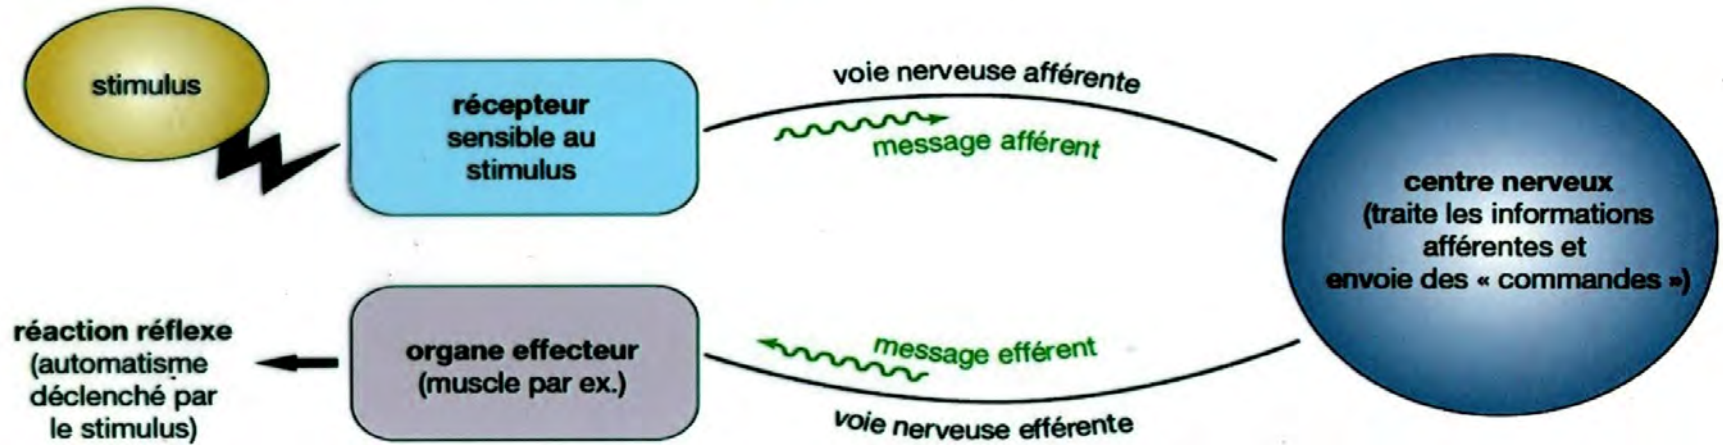 stimulus
récepteur
sensible au
stimulus
voie nerveuse afférente
message afférent
centre nerveux
(traite les informations
afférentes et
envoie des « commandes »)
message efférent
voie nerveuse efférente
organe effecteur
(muscle par ex.)
réaction réflexe
(automatisme
déclenché par
le stimulus)